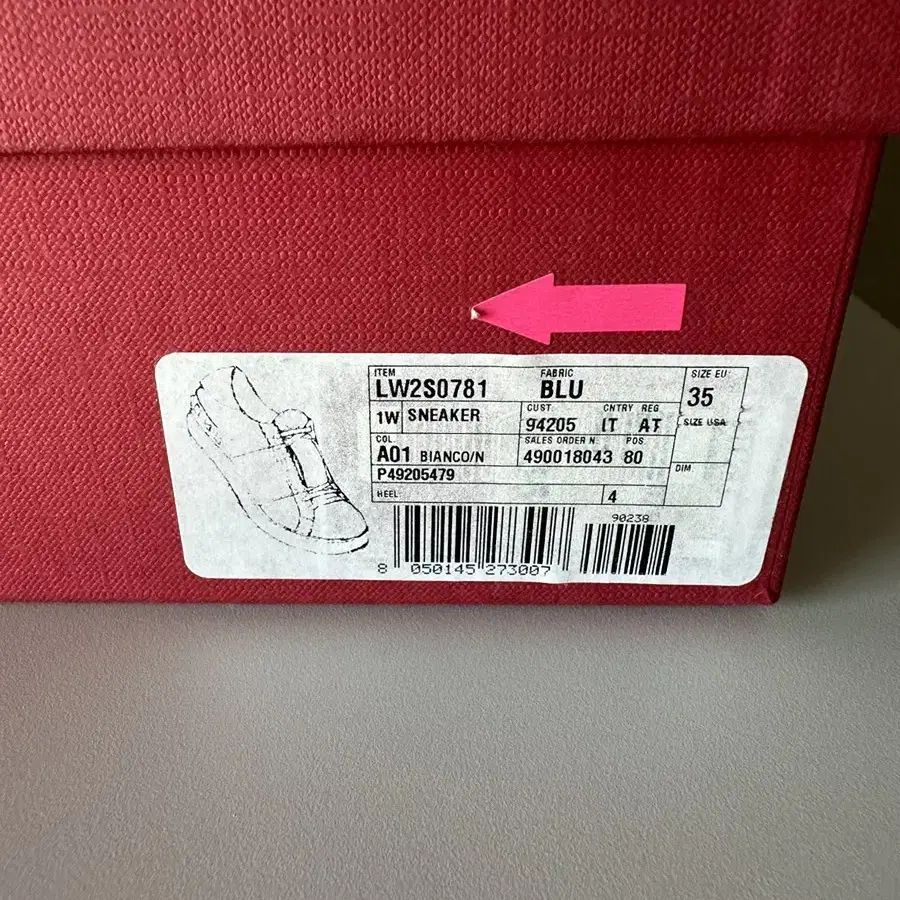 ITEM FABRIC SIZE EU:
LW2S0781 BLU 35
1W SNEAKER CUST 94205 CNTRY IT REG AT SIZE USA
COL SALES ORDER N. POS
A01 BIANCO/N 490018043 80 DIM
P49205479
HEEL 4
90238
8 050145 273007